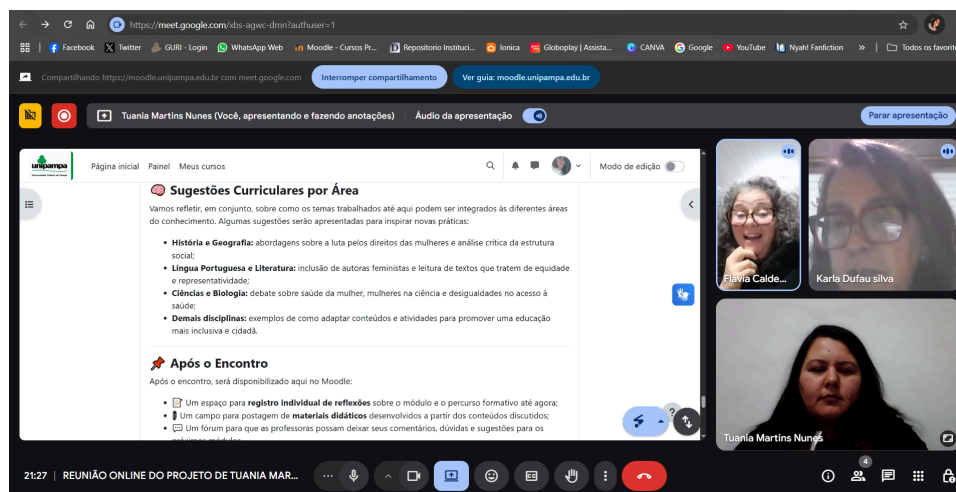 https://meet.google.com/xbs-agwc-dmn?authuser=1
Facebook Twitter GURI - Login WhatsApp Web Moodle - Cursos Pr... Repositorio Instituci... Ionica Globoplay | Assista... CANVA Google YouTube Nyah! Fanfiction » Todos os favorit
Compartilhando https://moodle.unipampa.edu.br com meet.google.com Interromper compartilhamento Ver guia: moodle.unipampa.edu.br
Tuania Martins Nunes (Você, apresentando e fazendo anotações) Áudio da apresentação Parar apresentação
unipampa Página inicial Painel Meus cursos Modo de edição
Sugestões Curriculares por Área
Vamos refletir, em conjunto, sobre como os temas trabalhados até aqui podem ser integrados às diferentes áreas
do conhecimento. Algumas sugestões serão apresentadas para inspirar novas práticas:
• História e Geografia: abordagens sobre a luta pelos direitos das mulheres e análise crítica da estrutura
social;
• Língua Portuguesa e Literatura: inclusão de autoras feministas e leitura de textos que tratem de equidade
e representatividade;
• Ciências e Biologia: debate sobre saúde da mulher, mulheres na ciência e desigualdades no acesso à
saúde;
• Demais disciplinas: exemplos de como adaptar conteúdos e atividades para promover uma educação
mais inclusiva e cidadã.
Após o Encontro
Após o encontro, será disponibilizado aqui no Moodle:
• Um espaço para registro individual de reflexões sobre o módulo e o percurso formativo até agora;
• Um campo para postagem de materiais didáticos desenvolvidos a partir dos conteúdos discutidos;
• Um fórum para que as professoras possam deixar seus comentários, dúvidas e sugestões para os
próximos módulos
?
Flavia Calde...
Karla Dufau silva
Tuania Martins Nunes
21:27 | REUNIÃO ONLINE DO PROJETO DE TUANIA MAR...
CC
4